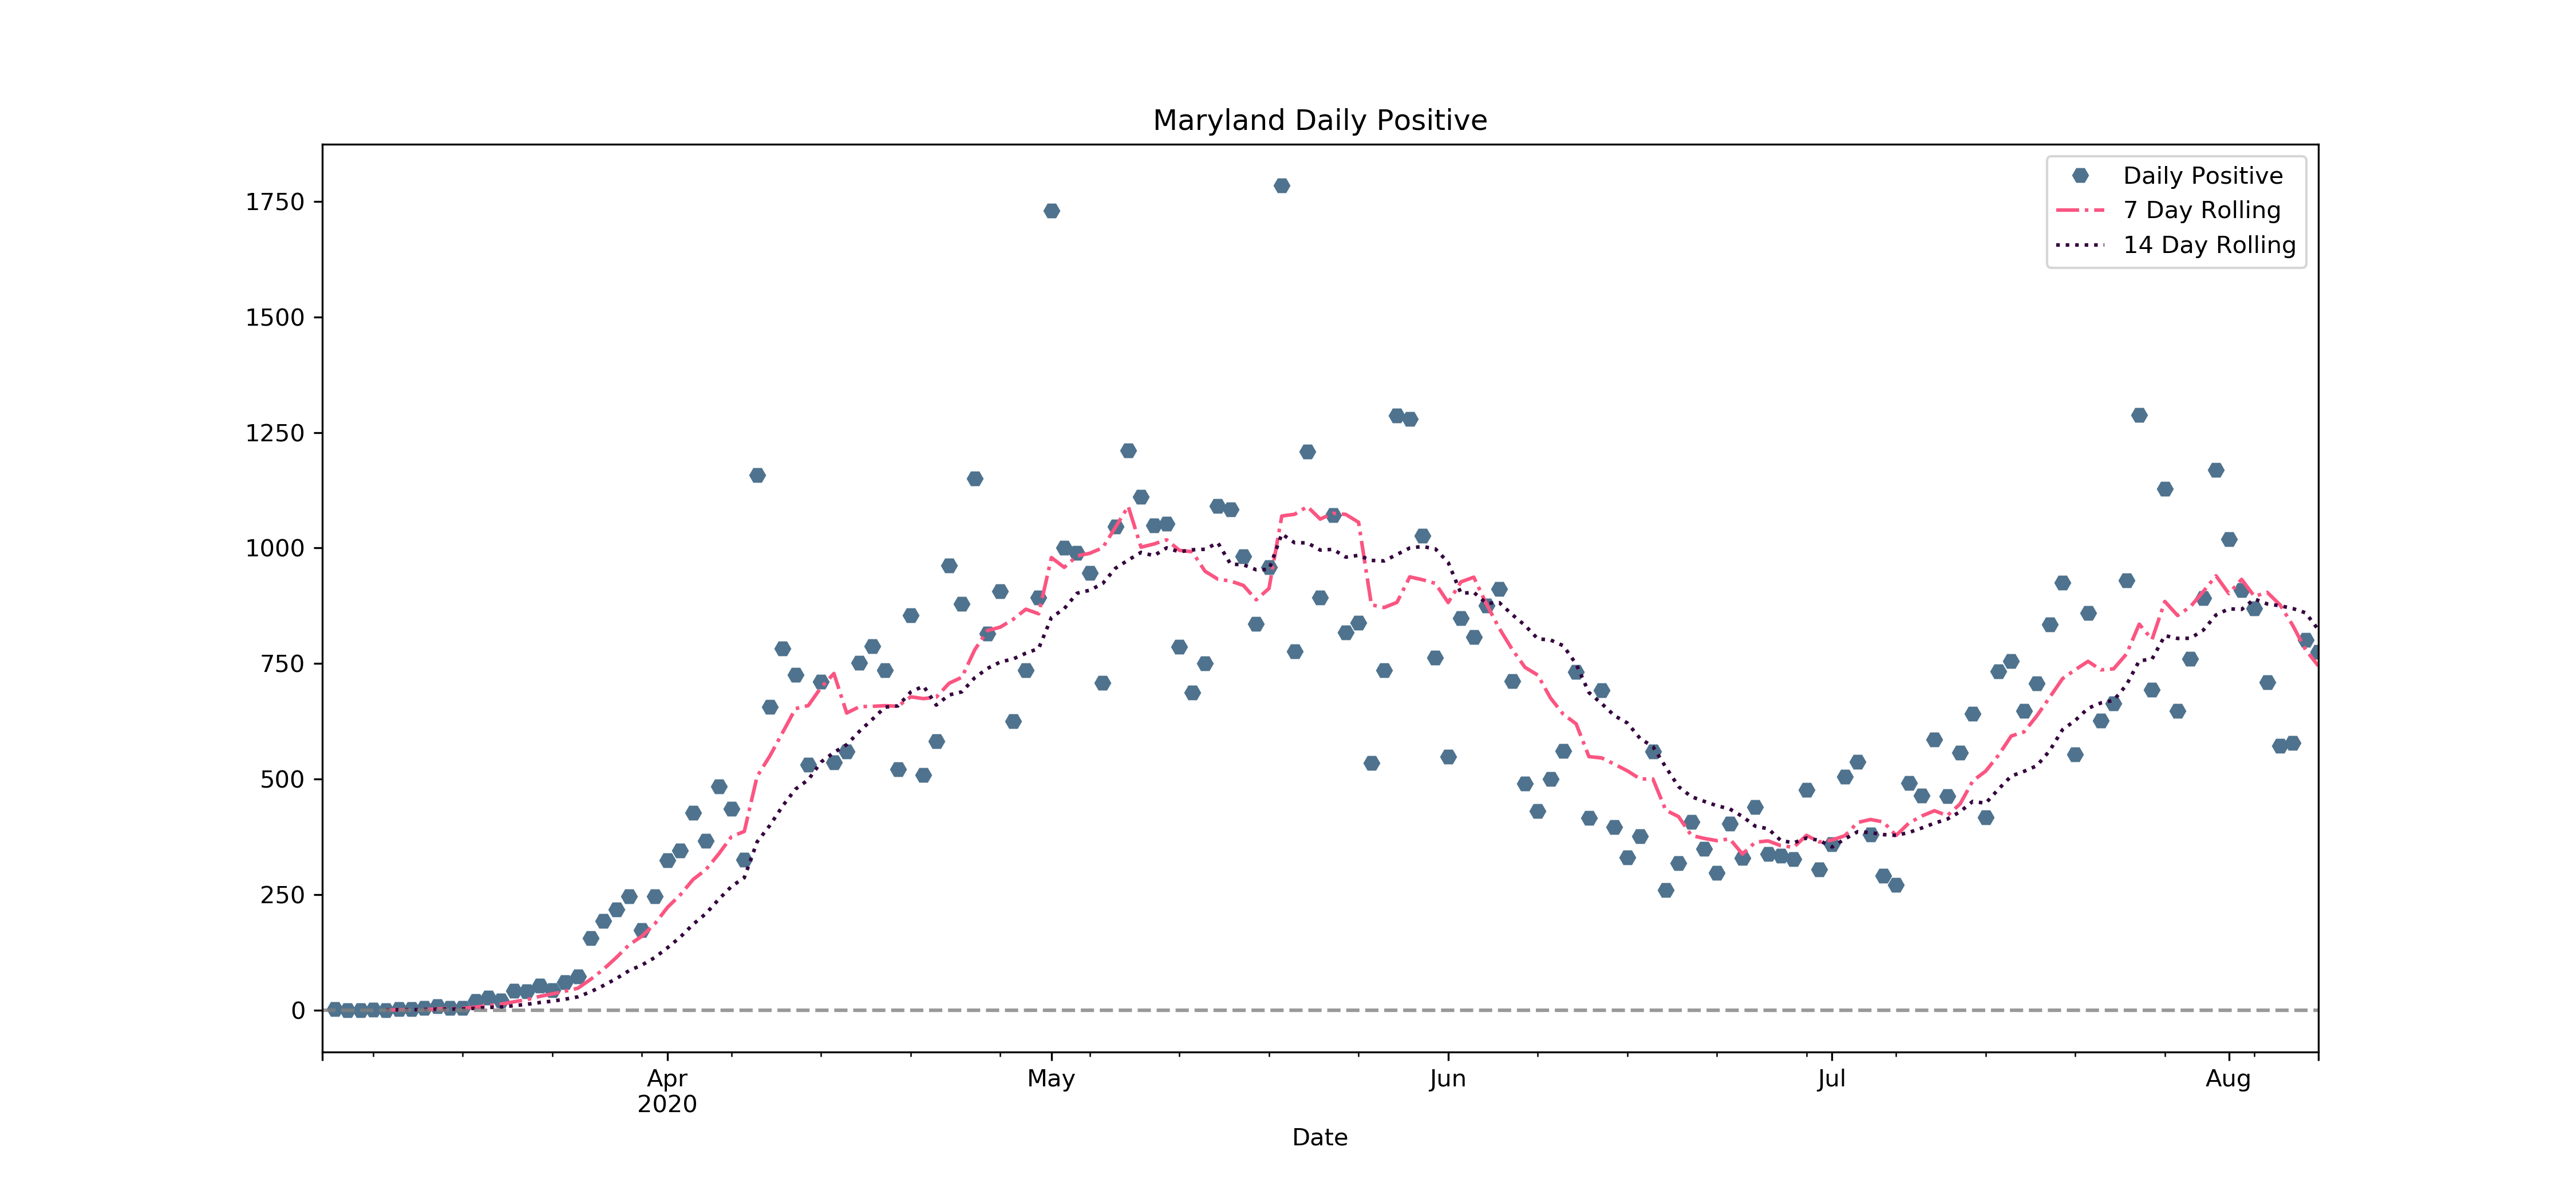 Maryland Daily Positive
Daily Positive
7 Day Rolling
14 Day Rolling
1750
1500
1250
1000
750
500
250
0
Apr May Jun Jul Aug
2020
Date